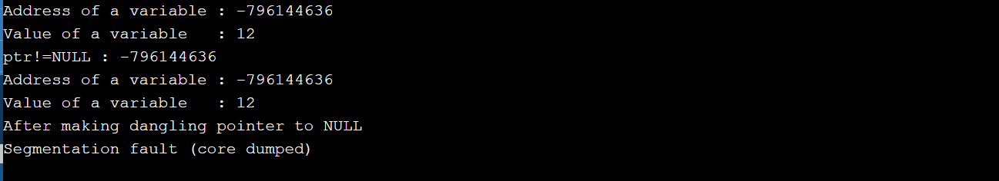 Address of a variable : -796144636
Value of a variable   : 12
ptr!=NULL : -796144636
Address of a variable : -796144636
Value of a variable   : 12
After making dangling pointer to NULL
Segmentation fault (core dumped)